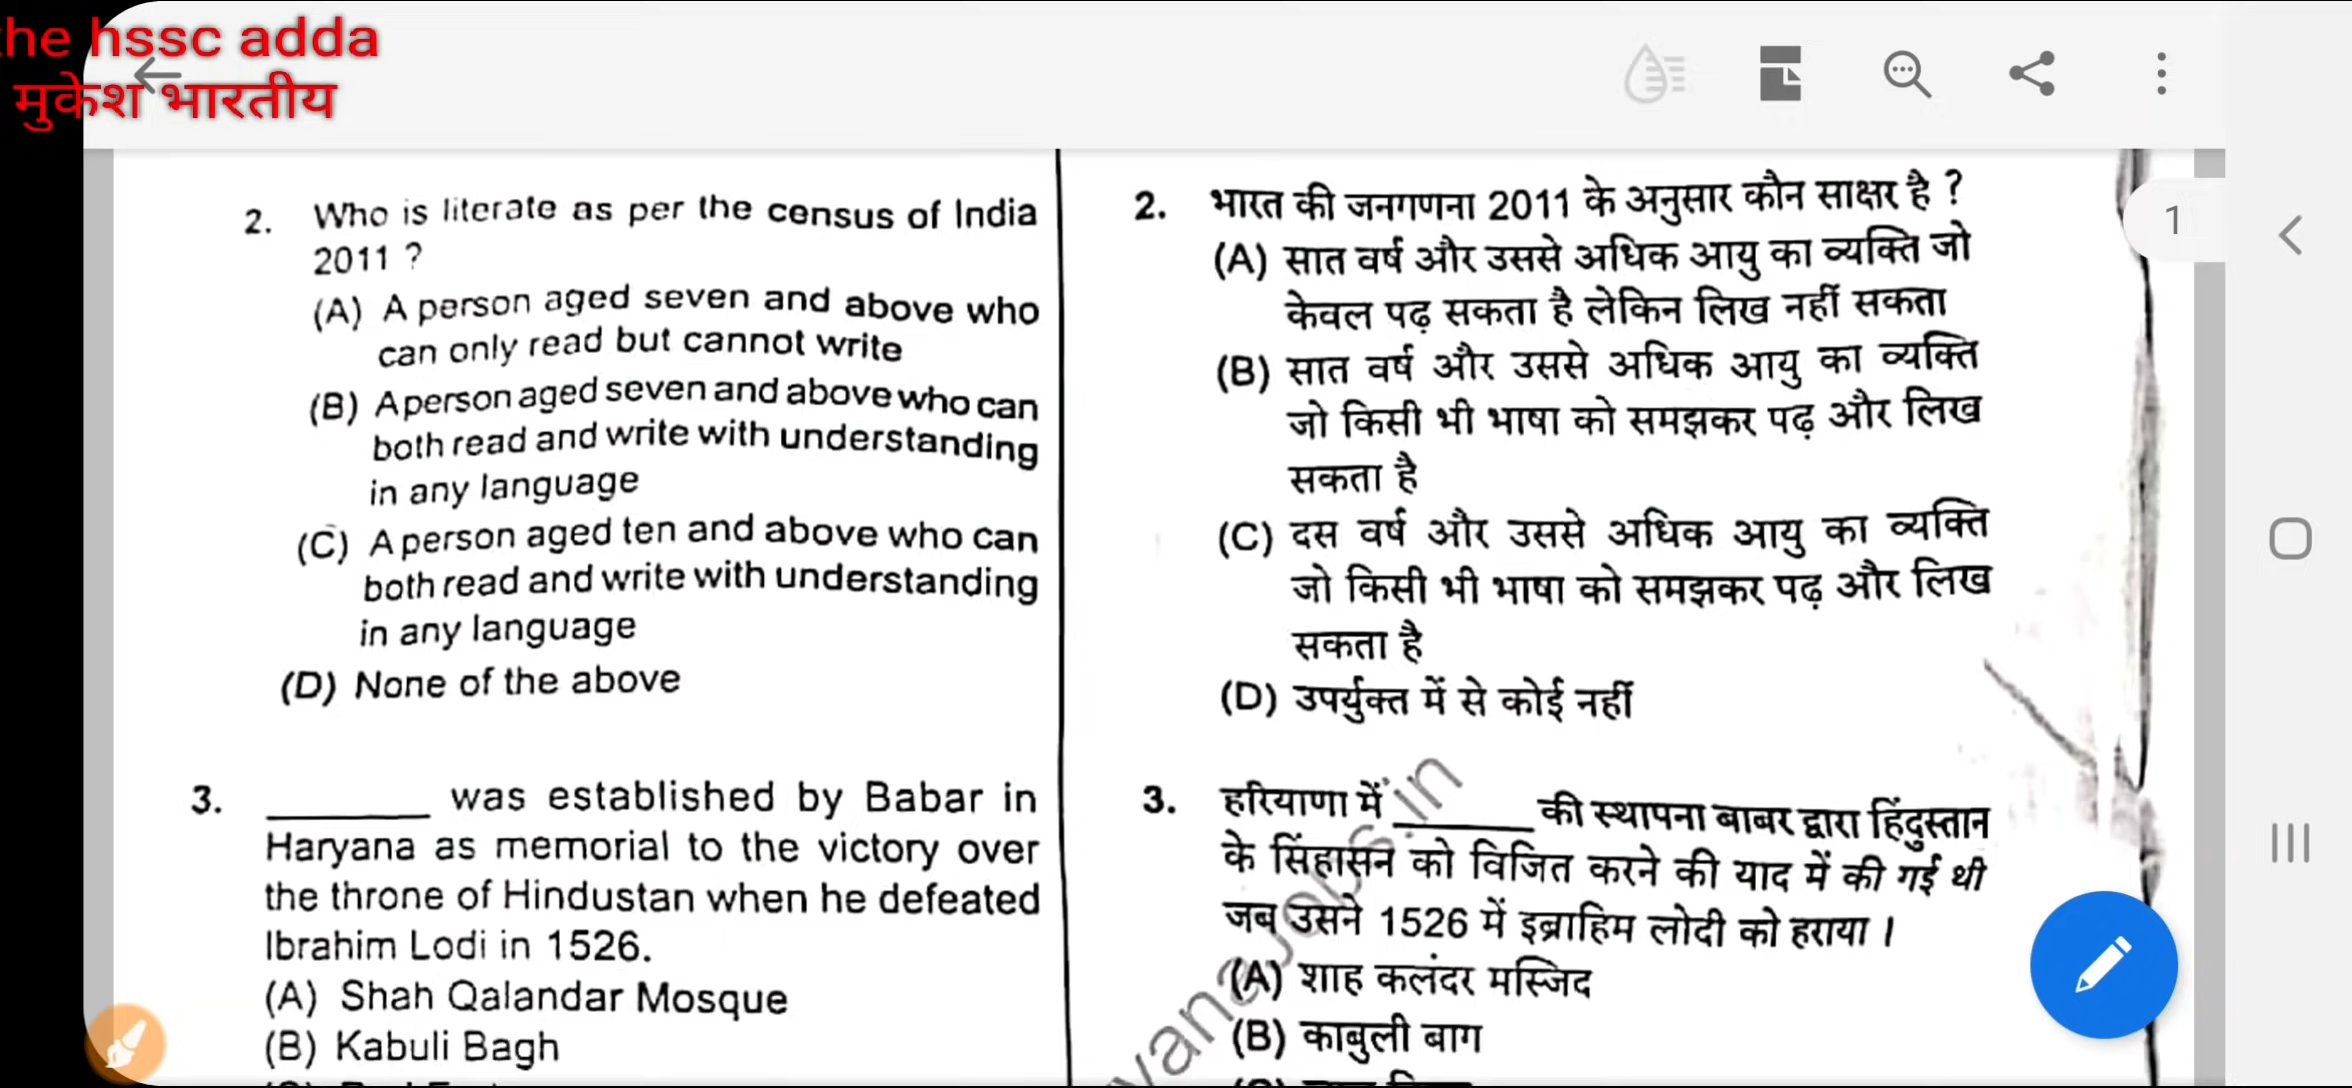 the hssc adda
मुकेश भारतीय
1
2. Who is literate as per the census of India
2011 ?
(A) A person aged seven and above who
can only read but cannot write
(B) A person aged seven and above who can
both read and write with understanding
in any language
(C) A person aged ten and above who can
both read and write with understanding
in any language
(D) None of the above
3. ________ was established by Babar in
Haryana as memorial to the victory over
the throne of Hindustan when he defeated
Ibrahim Lodi in 1526.
(A) Shah Qalandar Mosque
(B) Kabuli Bagh
2. भारत की जनगणना 2011 के अनुसार कौन साक्षर है ?
(A) सात वर्ष और उससे अधिक आयु का व्यक्ति जो
केवल पढ़ सकता है लेकिन लिख नहीं सकता
(B) सात वर्ष और उससे अधिक आयु का व्यक्ति
जो किसी भी भाषा को समझकर पढ़ और लिख
सकता है
(C) दस वर्ष और उससे अधिक आयु का व्यक्ति
जो किसी भी भाषा को समझकर पढ़ और लिख
सकता है
(D) उपर्युक्त में से कोई नहीं
3. हरियाणा में ________ की स्थापना बाबर द्वारा हिंदुस्तान
के सिंहासन को विजित करने की याद में की गई थी
जब उसने 1526 में इब्राहिम लोदी को हराया ।
(A) शाह कलंदर मस्जिद
(B) काबुली बाग